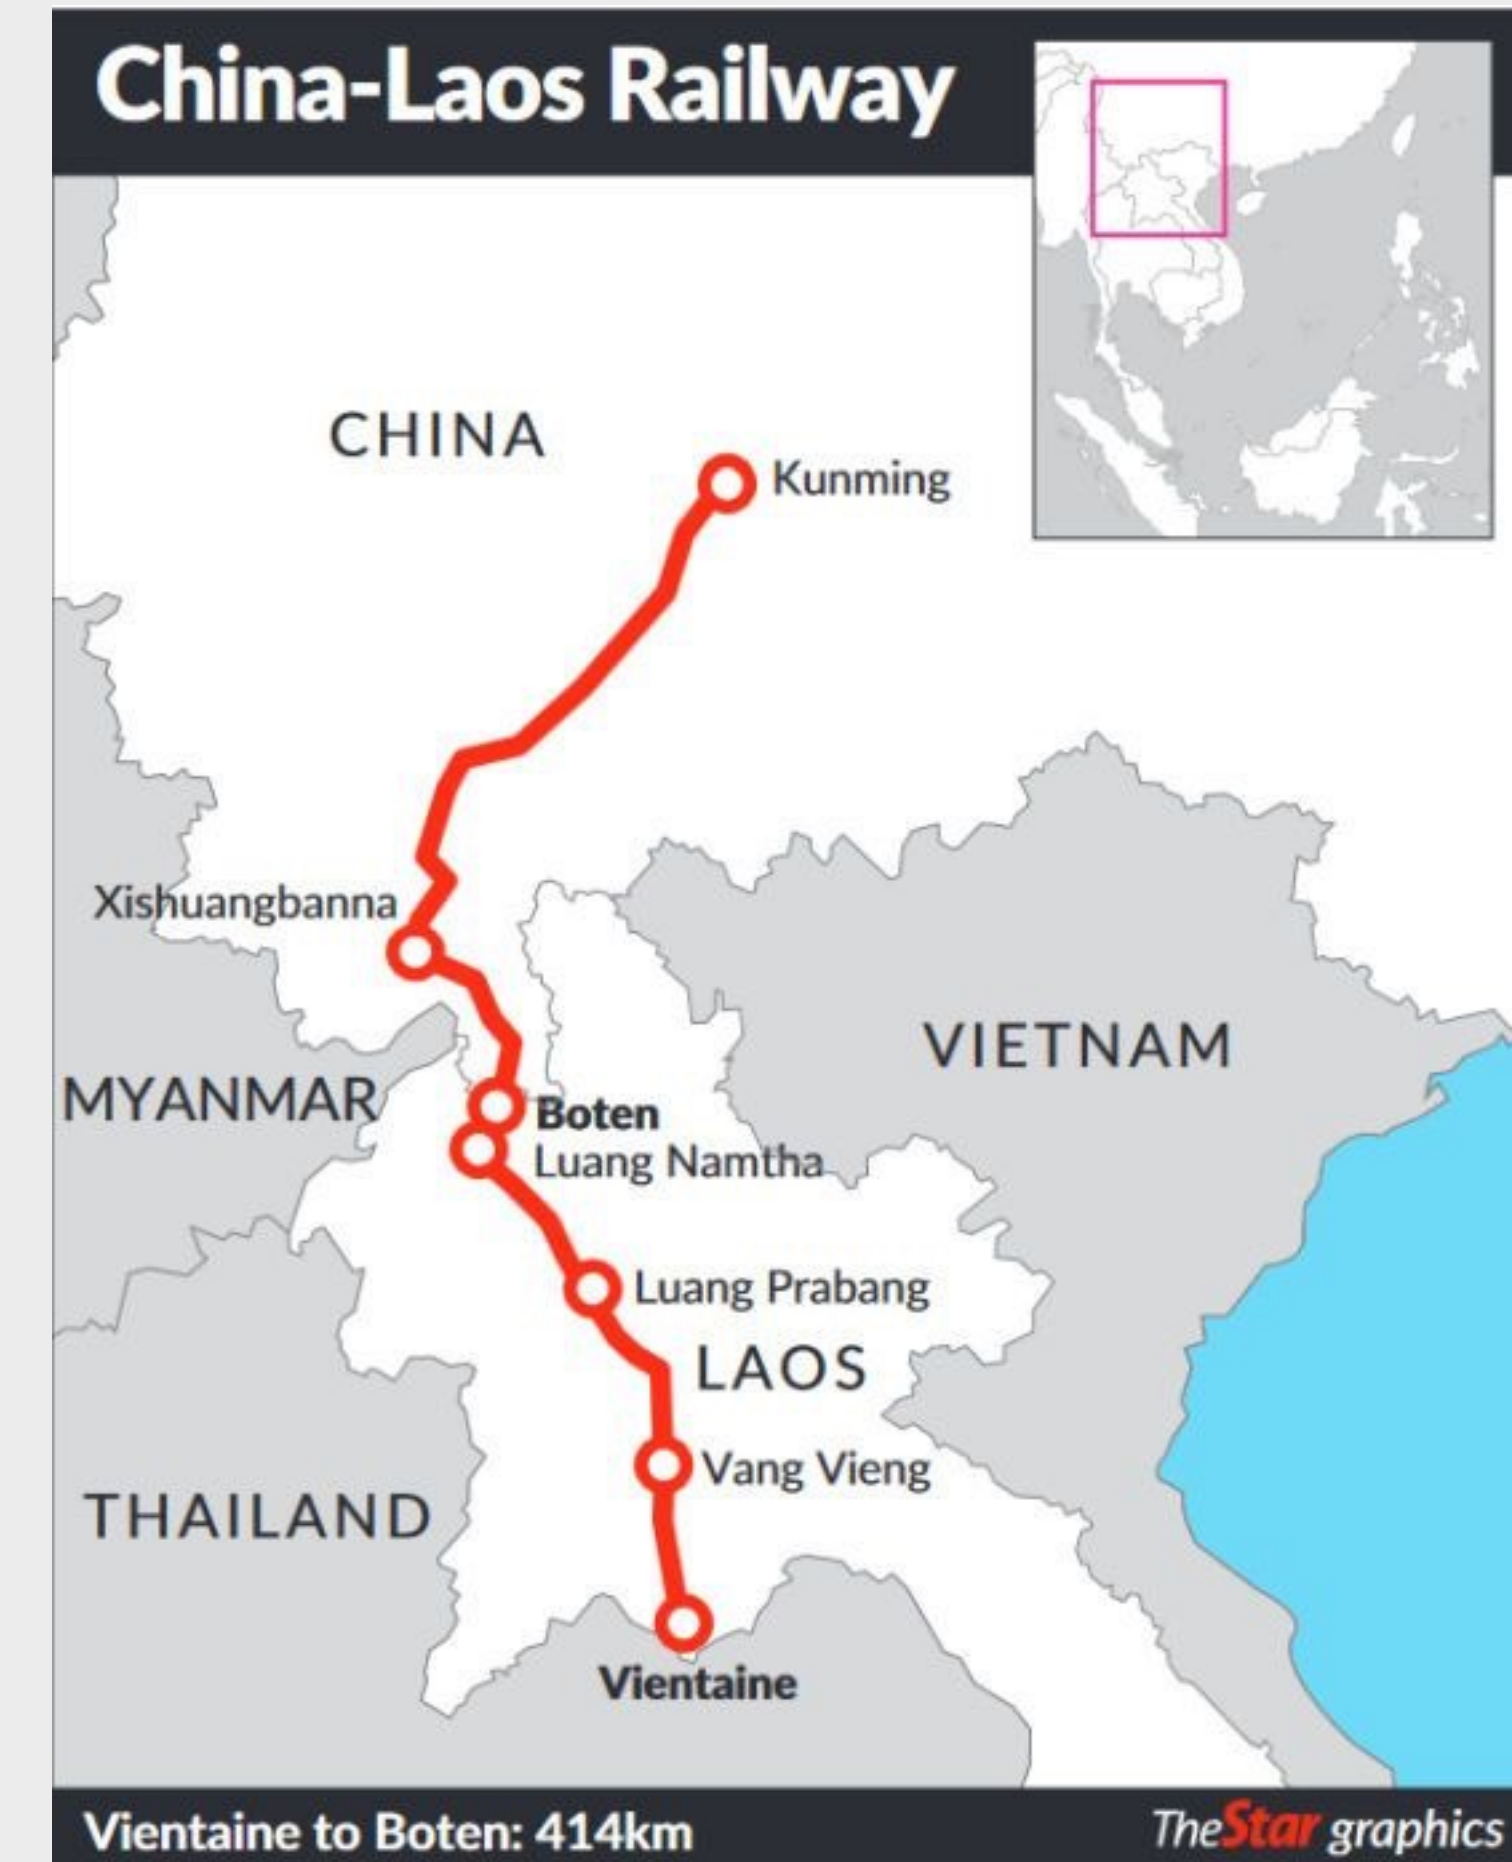 China-Laos Railway
CHINA
Kunming
Xishuangbanna
VIETNAM
MYANMAR
Boten
Luang Namtha
Luang Prabang
LAOS
Vang Vieng
THAILAND
Vientaine
Vientaine to Boten: 414km
TheStar graphics